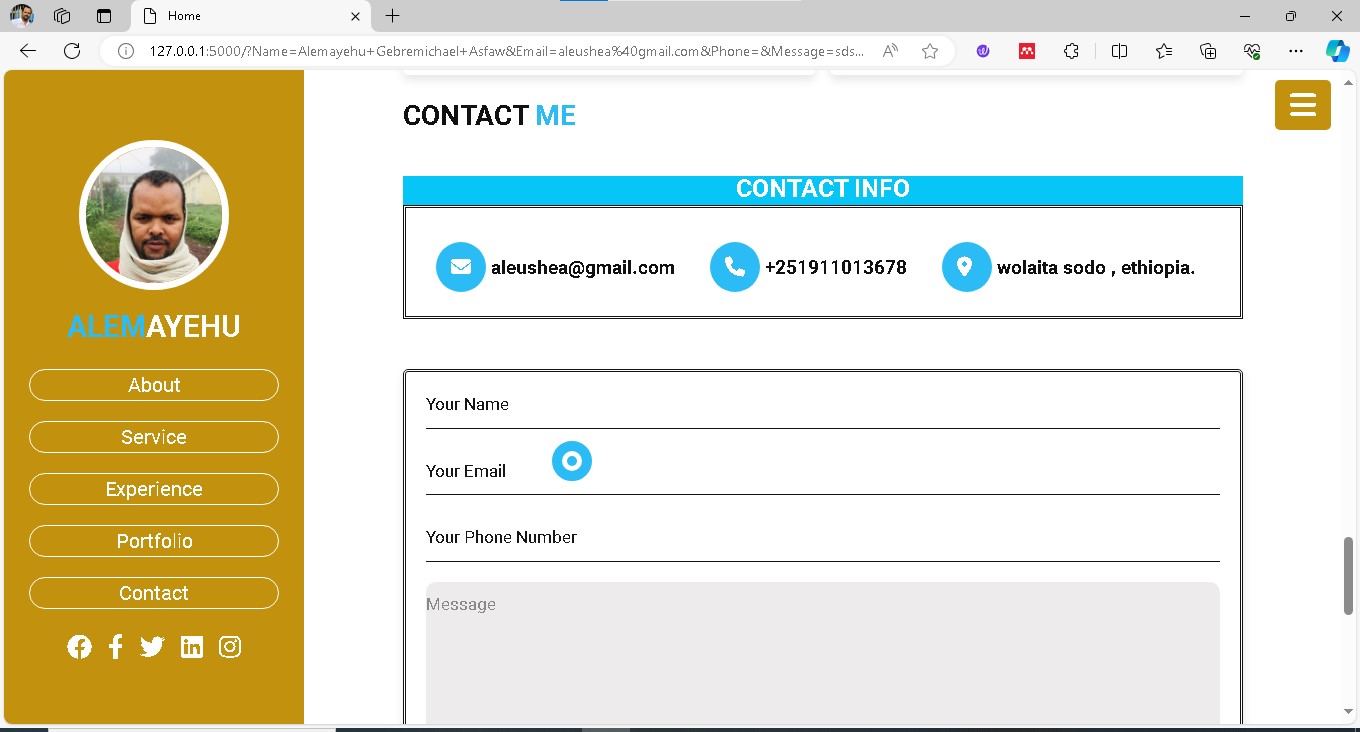 Home
127.0.0.1:5000/?Name=Alemayehu+Gebremichael+Asfaw&Email=aleushea%40gmail.com&Phone=&Message=sds...
CONTACT ME
CONTACT INFO
aleushea@gmail.com
+251911013678
wolaita sodo , ethiopia.
ALEMAYEHU
About
Service
Experience
Portfolio
Contact
Your Name
Your Email
Your Phone Number
Message